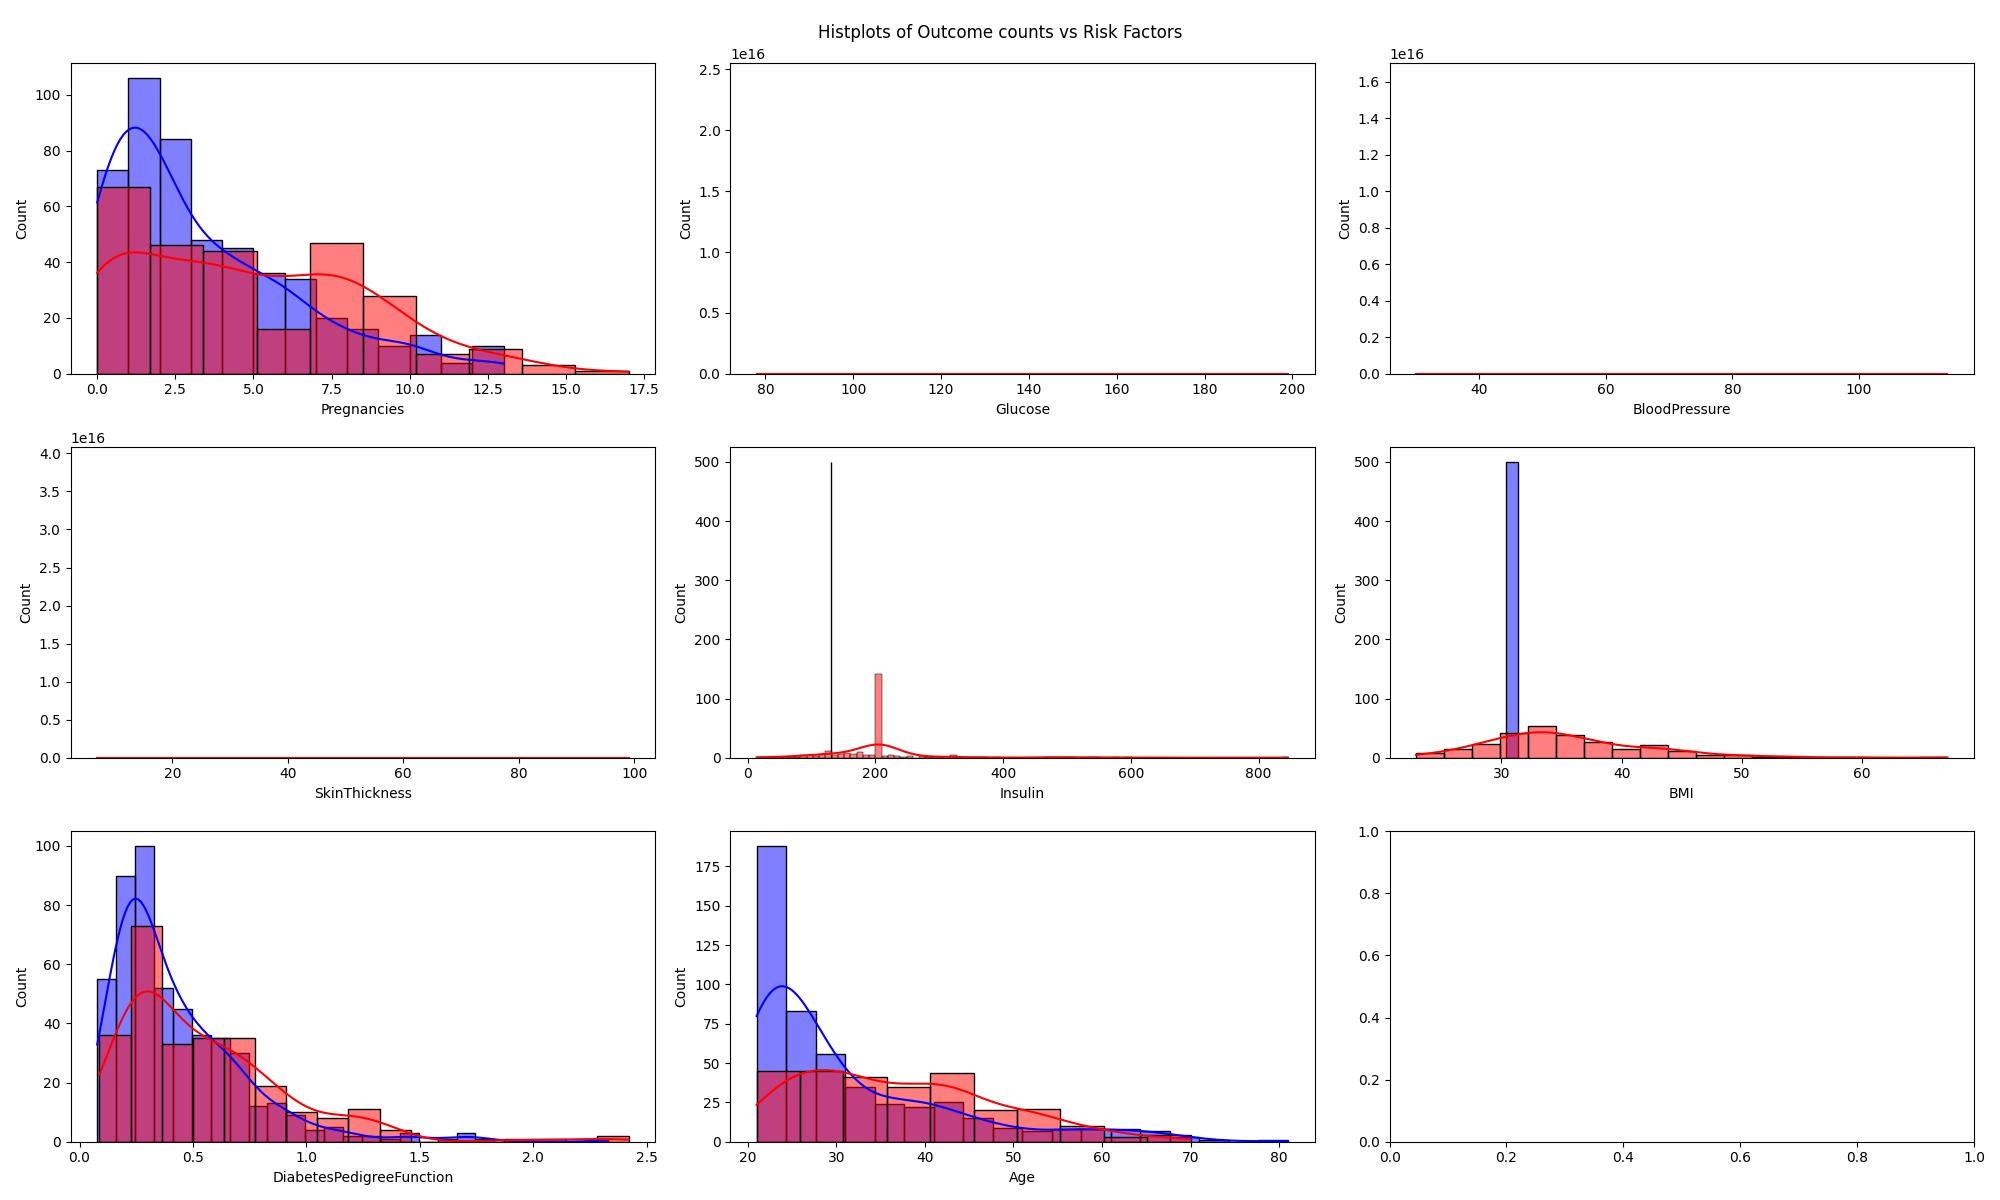 Histplots of Outcome counts vs Risk Factors
Count
100
80
60
40
20
0
0.0 2.5 5.0 7.5 10.0 12.5 15.0 17.5
Pregnancies
1e16
Count
2.5
2.0
1.5
1.0
0.5
0.0
80 100 120 140 160 180 200
Glucose
1e16
Count
1.6
1.4
1.2
1.0
0.8
0.6
0.4
0.2
0.0
40 60 80 100
BloodPressure
1e16
Count
4.0
3.5
3.0
2.5
2.0
1.5
1.0
0.5
0.0
20 40 60 80 100
SkinThickness
Count
500
400
300
200
100
0
0 200 400 600 800
Insulin
Count
500
400
300
200
100
0
30 40 50 60
BMI
Count
100
80
60
40
20
0
0.0 0.5 1.0 1.5 2.0 2.5
DiabetesPedigreeFunction
Count
175
150
125
100
75
50
25
0
20 30 40 50 60 70 80
Age
1.0
0.8
0.6
0.4
0.2
0.0
0.0 0.2 0.4 0.6 0.8 1.0